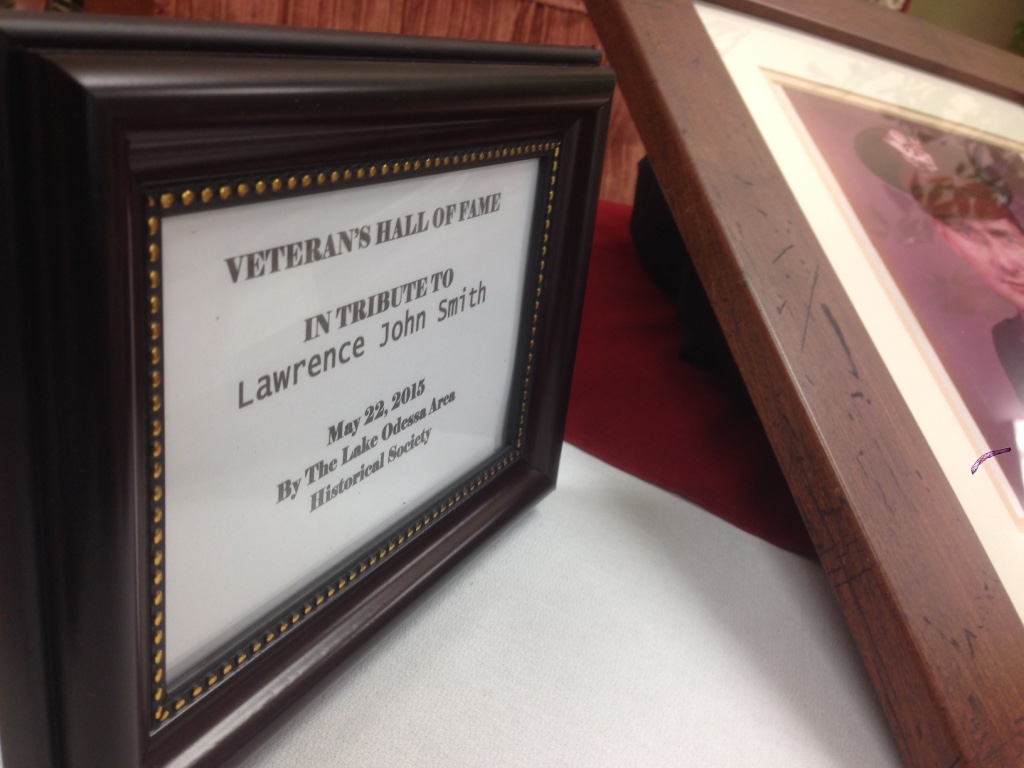 VETERAN'S HALL OF FAME
IN TRIBUTE TO
Lawrence John Smith
May 22, 2015
By The Lake Odessa Area
Historical Society